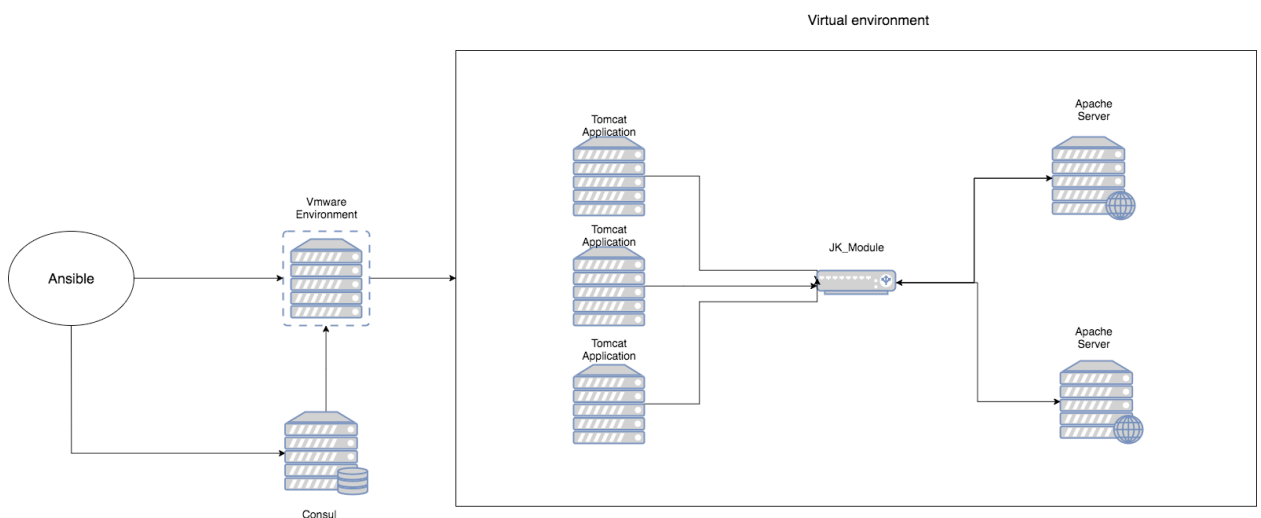 Virtual environment
Apache
Server
Tomcat
Application
Vmware
Environment
Tomcat
Application
JK_Module
Ansible
Apache
Server
Tomcat
Application
Consul